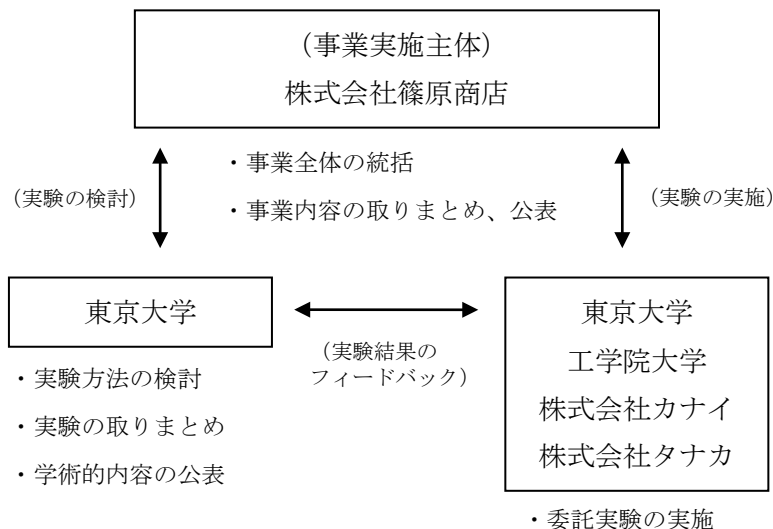 (事業実施主体)
株式会社篠原商店
・事業全体の統括
・事業内容の取りまとめ、公表
(実験の検討)
(実験の実施)
東京大学
・実験方法の検討
・実験の取りまとめ
・学術的内容の公表
(実験結果の
フィードバック)
東京大学
工学院大学
株式会社カナイ
株式会社タナカ
・委託実験の実施